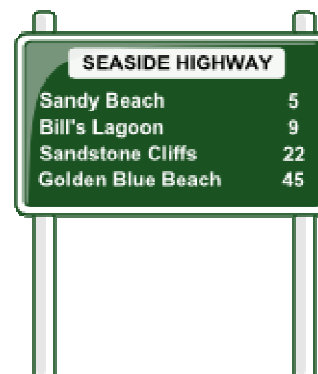 SEASIDE HIGHWAY
Sandy Beach 5
Bill's Lagoon 9
Sandstone Cliffs 22
Golden Blue Beach 45